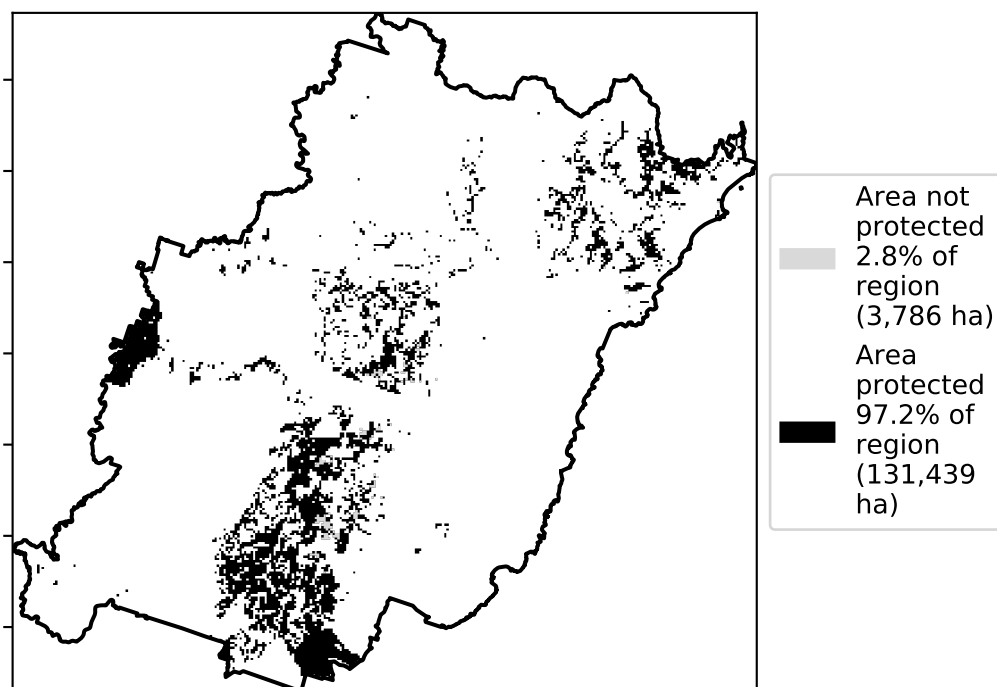 Area not
protected
2.8% of
region
(3,786 ha)
Area
protected
97.2% of
region
(131,439
ha)